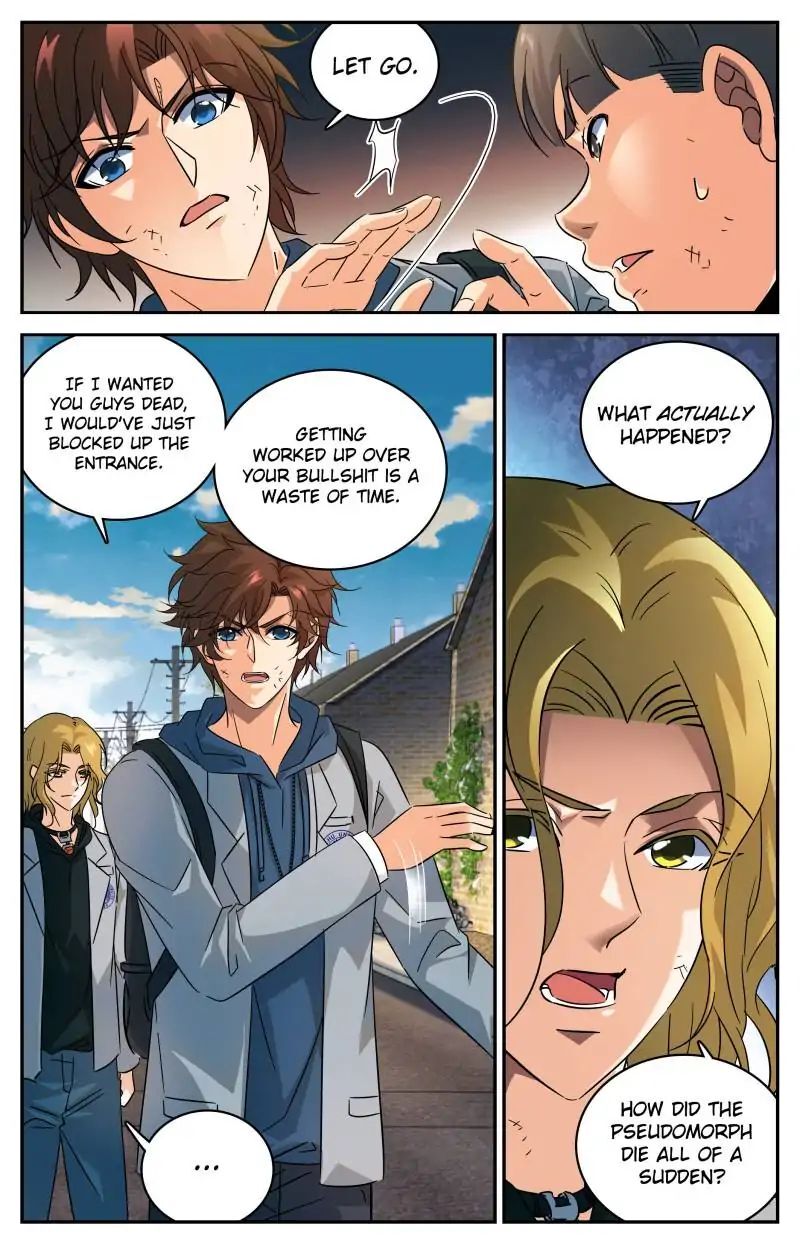 LET GO.
IF I WANTED
YOU GUYS DEAD,
I WOULD'VE JUST
BLOCKED UP THE
ENTRANCE.
GETTING
WORKED UP OVER
YOUR BULLSHIT IS A
WASTE OF TIME.
...
WHAT ACTUALLY
HAPPENED?
HOW DID THE
PSEUDOMORPH
DIE ALL OF A
SUDDEN?